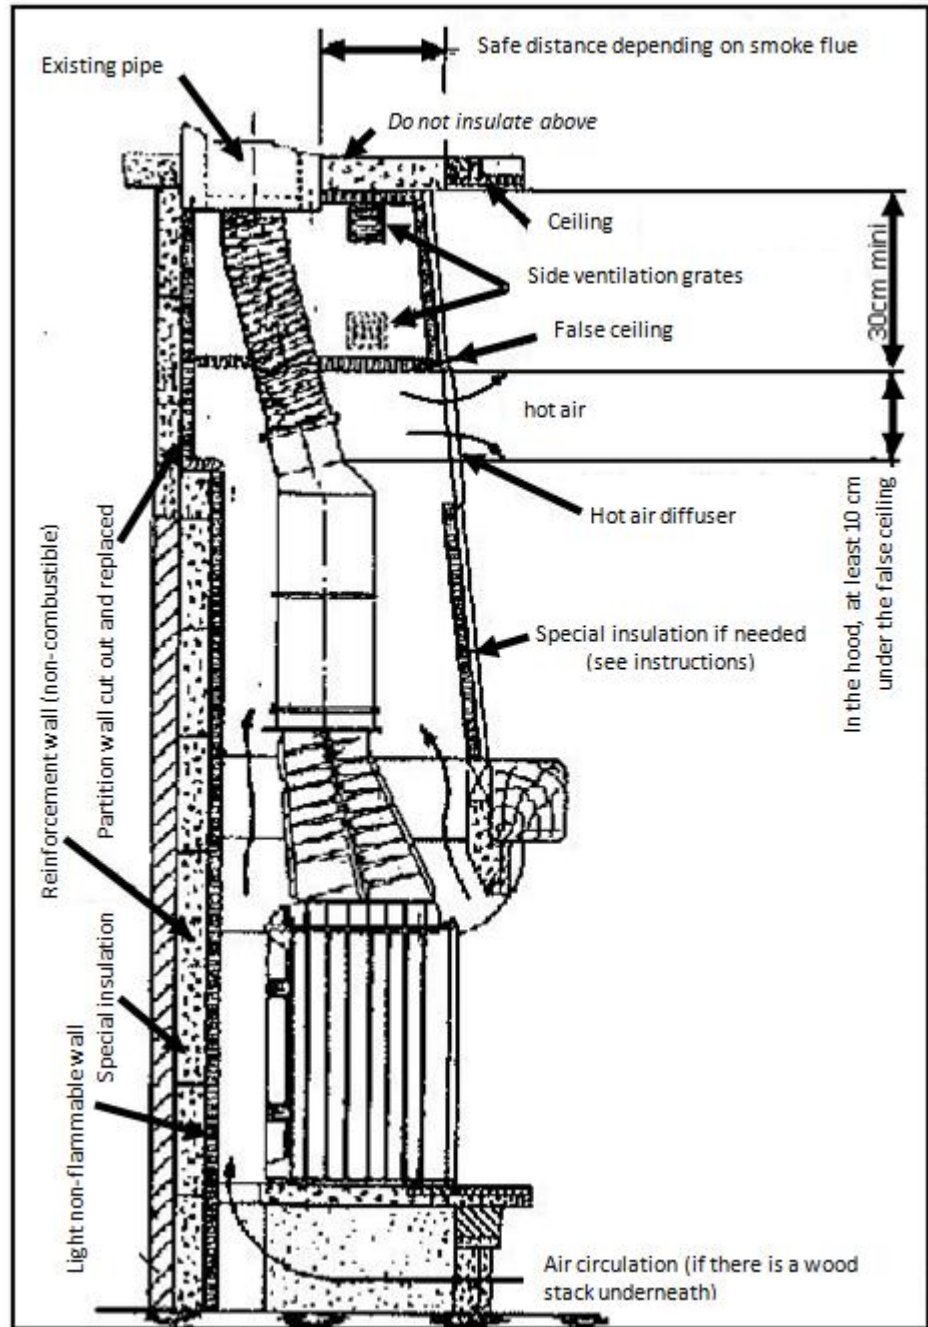 Safe distance depending on smoke flue
Existing pipe
Do not insulate above
Ceiling
Side ventilation grates
30cm mini
False ceiling
hot air
Hot air diffuser
In the hood, at least 10 cm
under the false ceiling
Special insulation if needed
(see instructions)
Partition wall cut out and replaced
Reinforcement wall (non-combustible)
Special insulation
Light non-flammable wall
Air circulation (if there is a wood
stack underneath)